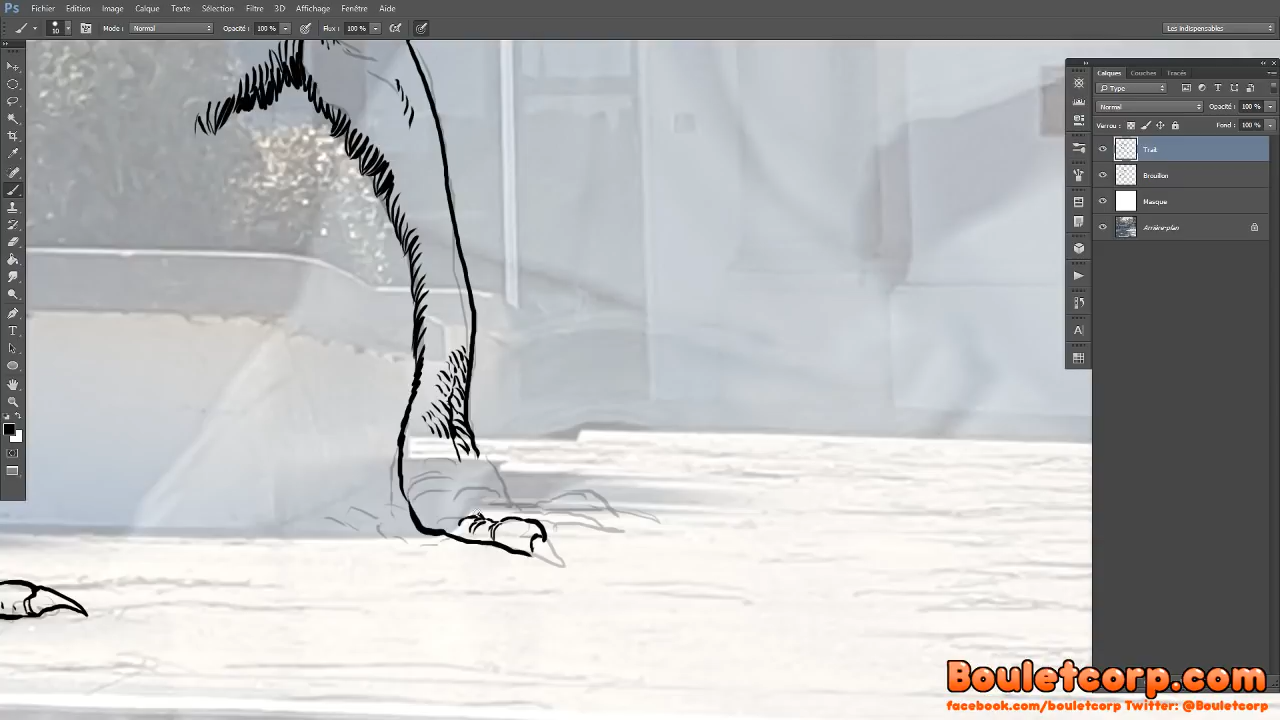 Ps Fichier Edition Image Calque Texte Sélection Filtre 3D Affichage Fenêtre Aide
10 Mode : Normal Opacité : 100 % Flux : 100 % Les indispensables
Calques Couches Tracés
Type
Normal Opacité : 100 %
Verrou : Fond : 100 %
Trait
Brouillon
Masque
Arrière-plan
Bouletcorp.com
facebook.com/bouletcorp Twitter: @Bouletcorp